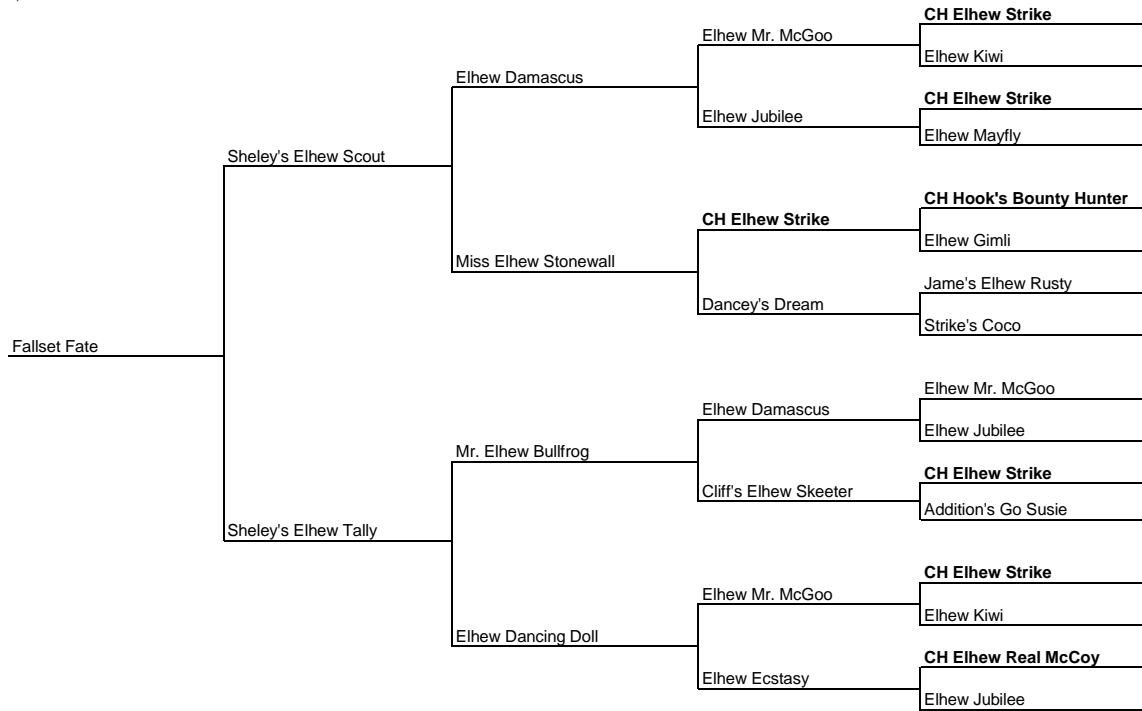 CH Elhew Strike
Elhew Mr. McGoo
Elhew Kiwi
Elhew Damascus
CH Elhew Strike
Elhew Jubilee
Elhew Mayfly
Sheley's Elhew Scout
CH Hook's Bounty Hunter
CH Elhew Strike
Elhew Gimli
Miss Elhew Stonewall
Jame's Elhew Rusty
Dancey's Dream
Strike's Coco
Fallset Fate
Elhew Mr. McGoo
Elhew Damascus
Elhew Jubilee
Mr. Elhew Bullfrog
CH Elhew Strike
Cliff's Elhew Skeeter
Addition's Go Susie
Sheley's Elhew Tally
CH Elhew Strike
Elhew Mr. McGoo
Elhew Kiwi
Elhew Dancing Doll
CH Elhew Real McCoy
Elhew Ecstasy
Elhew Jubilee